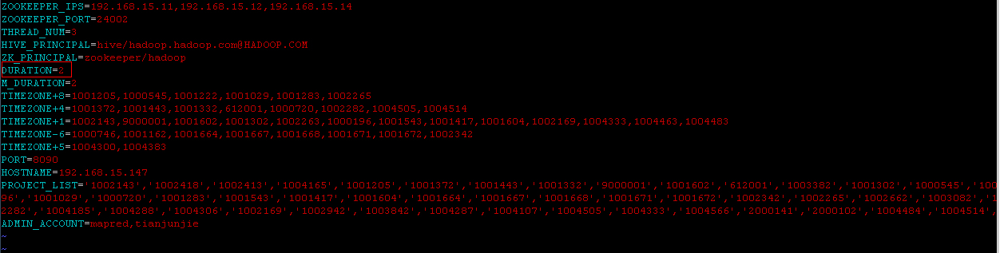 ZOOKEEPER_IPS=192.168.15.11,192.168.15.12,192.168.15.14
ZOOKEEPER_PORT=24002
THREAD_NUM=3
HIVE_PRINCIPAL=hive/hadoop.hadoop.com@HADOOP.COM
ZK_PRINCIPAL=zookeeper/hadoop
DURATION=2
M_DURATION=2
TIMEZONE+8=1001205,1000545,1001222,1001029,1001283,1002265
TIMEZONE+4=1001372,1001443,1001332,612001,1000720,1002282,1004505,1004514
TIMEZONE+1=1002143,9000001,1001602,1001302,1002263,1000196,1001543,1001417,1001604,1002169,1004333,1004463,1004483
TIMEZONE-6=1000746,1001162,1001664,1001667,1001668,1001671,1001672,1002342
TIMEZONE+5=1004300,1004383
PORT=8090
HOSTNAME=192.168.15.147
PROJECT_LIST='1002143','1002418','1002413','1004165','1001205','1001372','1001443','1001332','9000001','1001602','612001','1003382','1001302','1000545','100
96','1001029','1000720','1001283','1001543','1001417','1001604','1001664','1001667','1001668','1001671','1001672','1002342','1002265','1002662','1003082','1
2282','1004185','1004288','1004306','1002169','1002942','1003842','1004287','1004107','1004505','1004333','1004566','2000141','2000102','1004484','1004514',
ADMIN_ACCOUNT=mapred,tianjunjie
~
~